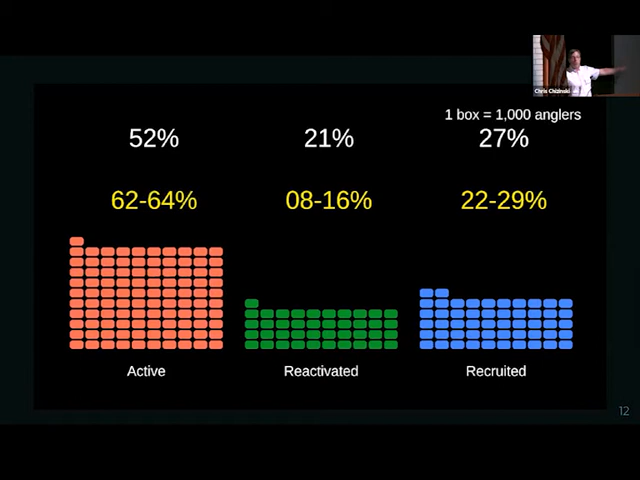 Chris Chizinski
1 box = 1,000 anglers
52% 21% 27%
62-64% 08-16% 22-29%
Active Reactivated Recruited
12